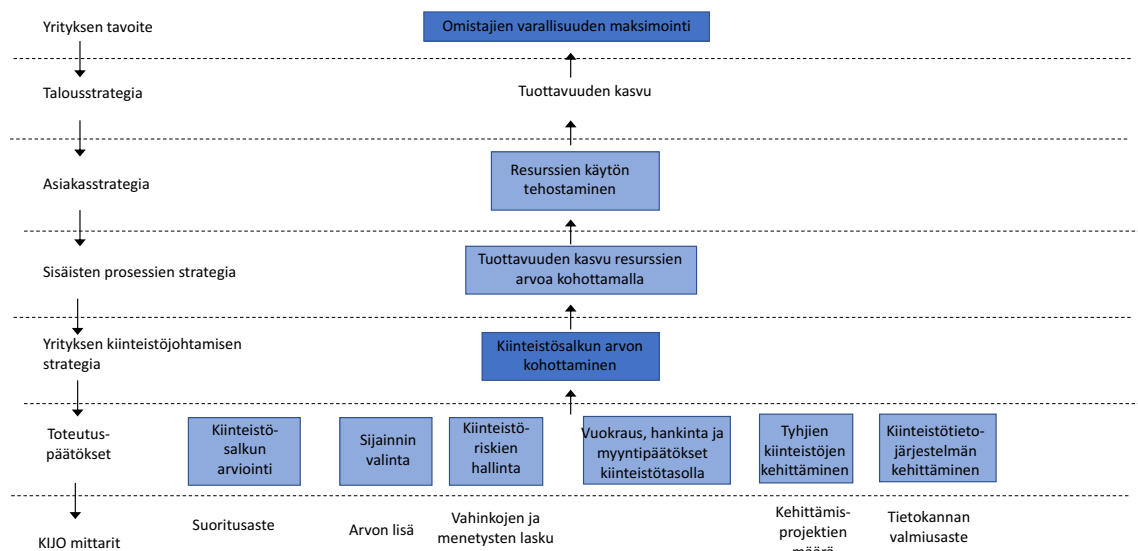 Yrityksen tavoite
Omistajien varallisuuden maksimointi
Talousstrategia
Tuottavuuden kasvu
Asiakasstrategia
Resurssien käytön
tehostaminen
Sisäisten prosessien strategia
Tuottavuuden kasvu resurssien
arvoa kohottamalla
Yrityksen kiinteistöjohtamisen
strategia
Kiinteistösalkun arvon
kohottaminen
Toteutus-
päätökset
Kiinteistö-
salkun
arviointi
Sijainnin
valinta
Kiinteistö-
riskien
hallinta
Vuokraus, hankinta ja
myyntipäätökset
kiinteistötasolla
Tyhjien
kiinteistöjen
kehittäminen
Kiinteistötieto-
järjestelmän
kehittäminen
KIJO mittarit
Suoritusaste
Arvon lisä
Vahinkojen ja
menetysten lasku
Kehittämis-
projektien
määrä
Tietokannan
valmiusaste